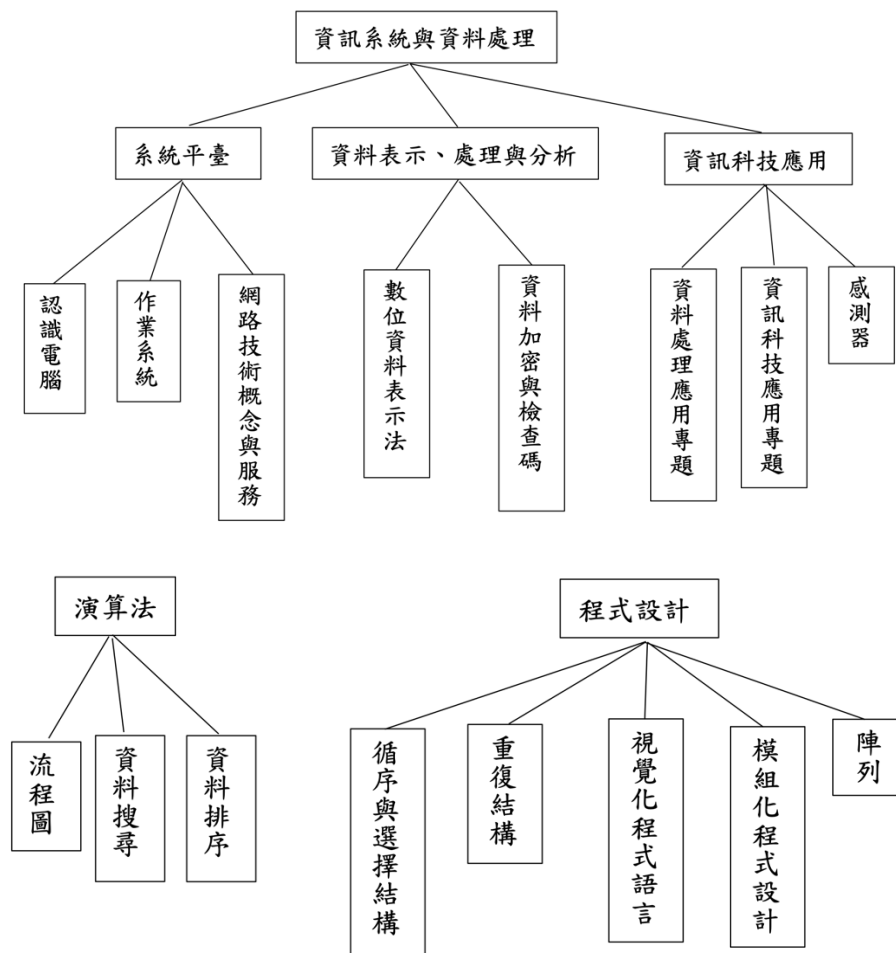 資訊系統與資料處理
系統平臺
資料表示、處理與分析
資訊科技應用
認識電腦
作業系統
網路技術概念與服務
數位資料表示法
資料加密與檢查碼
資料處理應用專題
資訊科技應用專題
感測器
演算法
程式設計
流程圖
資料搜尋
資料排序
循序與選擇結構
重復結構
視覺化程式語言
模組化程式設計
陣列